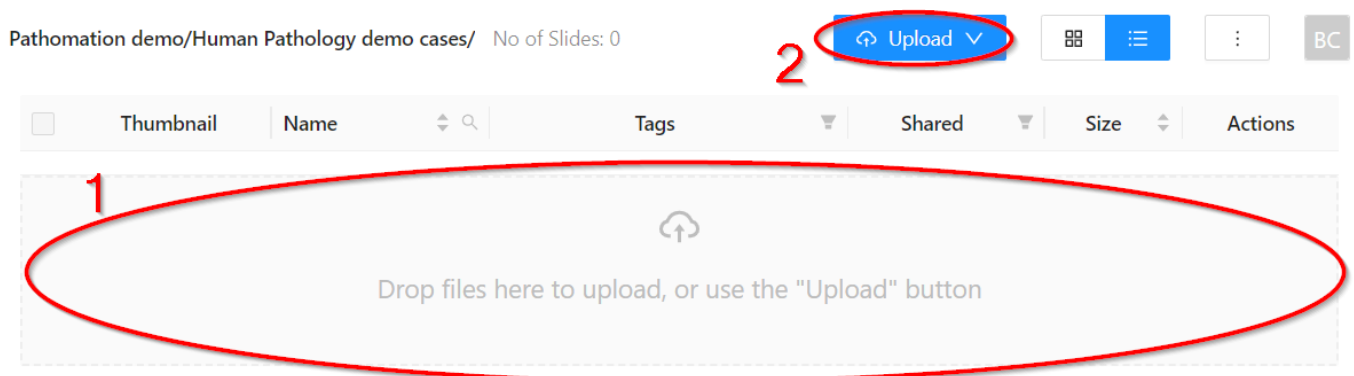 Pathomation demo/Human Pathology demo cases/ No of Slides: 0 2 Upload BC
Thumbnail Name Tags Shared Size Actions
1
Drop files here to upload, or use the "Upload" button